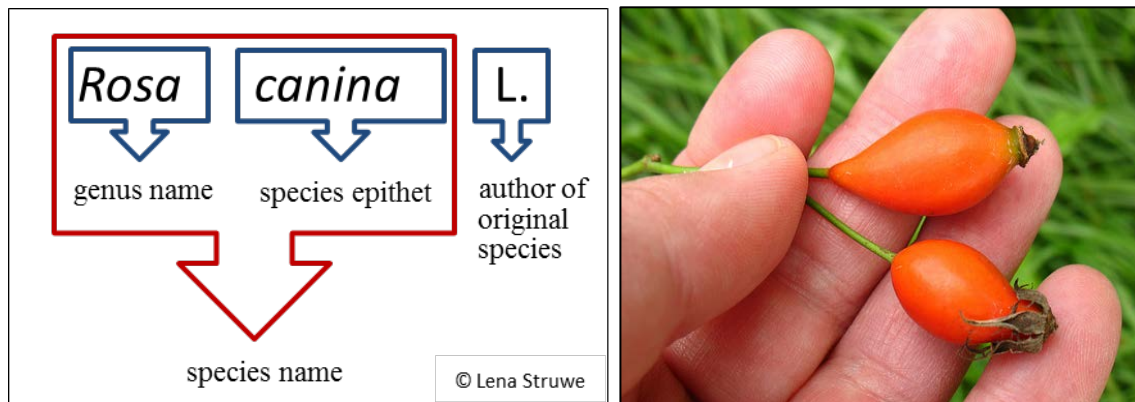 Rosa canina L.
genus name species epithet author of
original
species
species name
© Lena Struwe